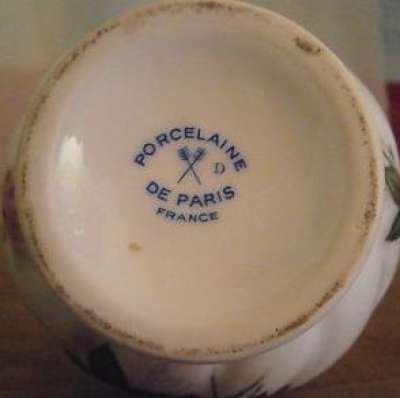 PORCELAINE
D
DE PARIS
FRANCE